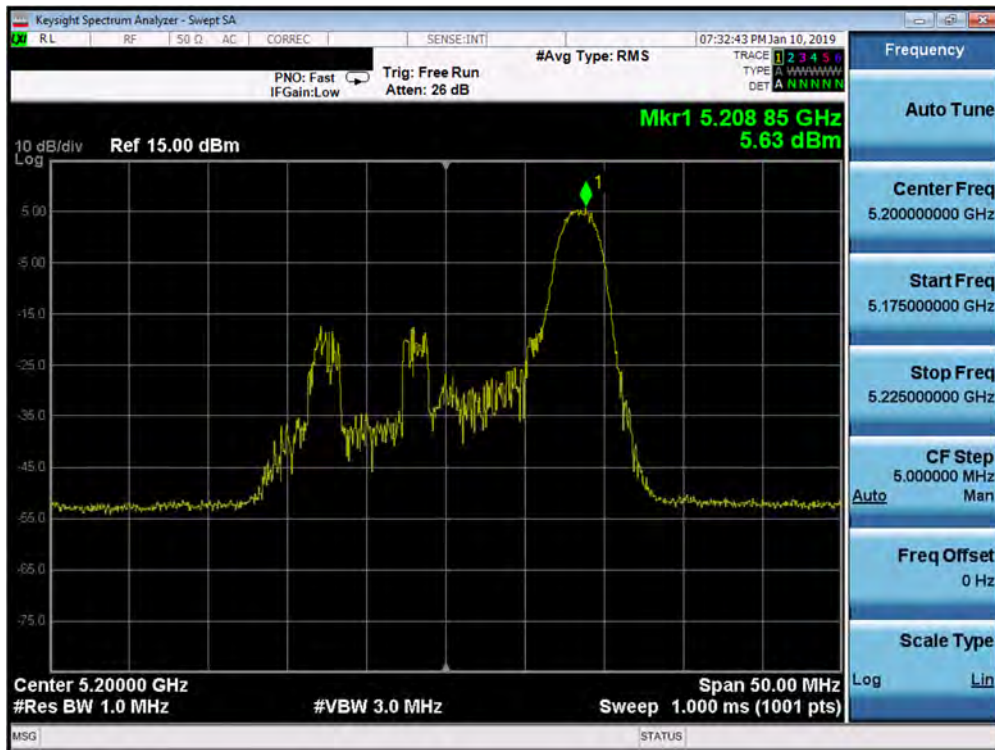 Keysight Spectrum Analyzer - Swept SA
LXI RL RF 50 Ω AC CORREC SENSE:INT 07:32:43 PM Jan 10, 2019
#Avg Type: RMS TRACE 1 2 3 4 5 6
PNO: Fast Trig: Free Run TYPE A WWWWW
IFGain:Low Atten: 26 dB DET A N N N N N
Mkr1 5.208 85 GHz
5.63 dBm
10 dB/div Ref 15.00 dBm
Log
1
5.00
-5.00
-15.0
-25.0
-35.0
-45.0
-55.0
-65.0
-75.0
Center 5.20000 GHz Span 50.00 MHz
#Res BW 1.0 MHz #VBW 3.0 MHz Sweep 1.000 ms (1001 pts)
MSG STATUS
Frequency
Auto Tune
Center Freq
5.200000000 GHz
Start Freq
5.175000000 GHz
Stop Freq
5.225000000 GHz
CF Step
5.000000 MHz
Auto Man
Freq Offset
0 Hz
Scale Type
Log Lin